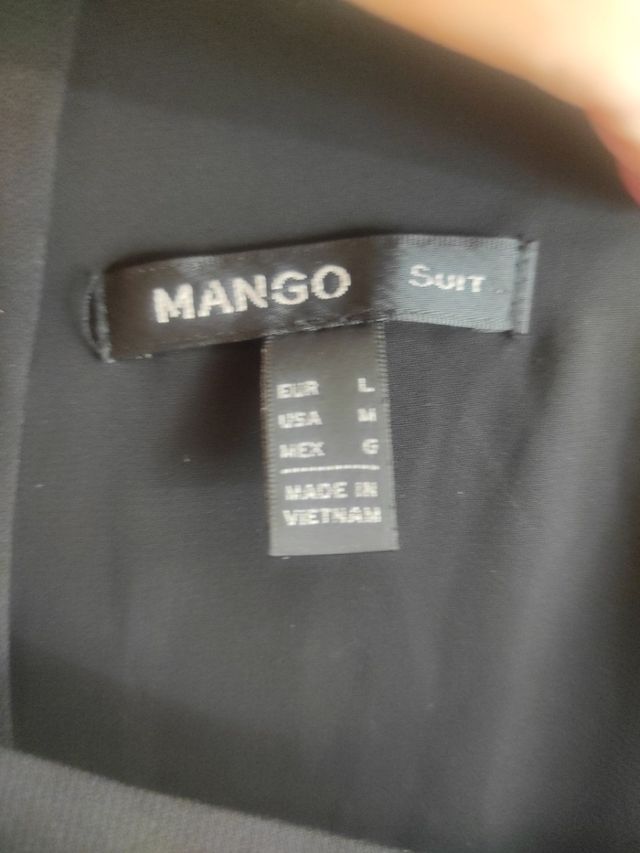 MANGO SUIT
EUR L
USA M
MEX G
MADE IN
VIETNAM